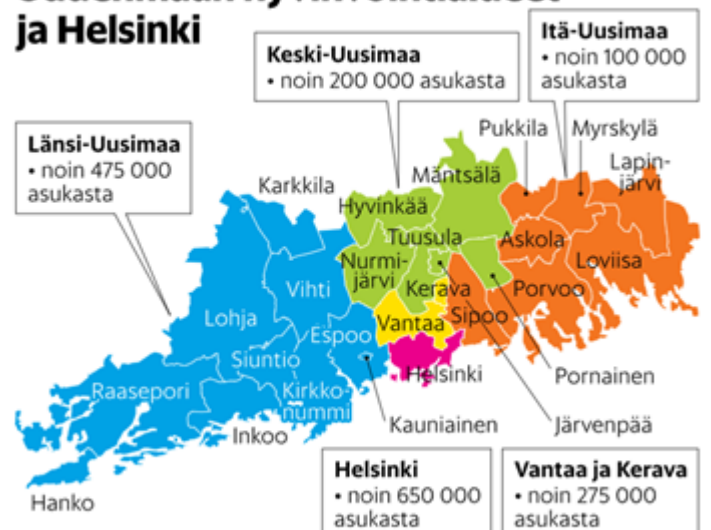 ja Helsinki
Keski-Uusimaa
• noin 200 000 asukasta
Itä-Uusimaa
• noin 100 000
asukasta
Länsi-Uusimaa
• noin 475 000
asukasta
Pukkila
Myrskylä
Lapin-
järvi
Karkkila
Mäntsälä
Hyvinkää
Tuusula
Askola
Nurmi-
järvi
Loviisa
Vihti
Kerava
Porvoo
Lohja
Vantaa
Sipoo
Espoo
Siuntio
Helsinki
Pornainen
Raasepori
Kirkko-
nummi
Kauniainen
Järvenpää
Inkoo
Hanko
Helsinki
• noin 650 000
asukasta
Vantaa ja Kerava
• noin 275 000
asukasta